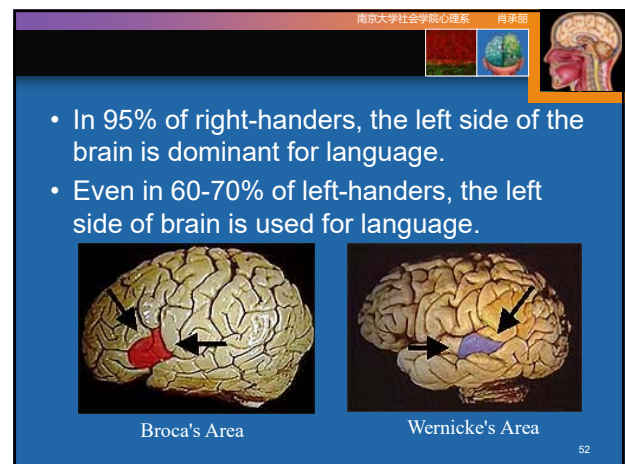 南京大学社会学院心理系 肖承丽
• In 95% of right-handers, the left side of the
brain is dominant for language.
• Even in 60-70% of left-handers, the left
side of brain is used for language.
Broca's Area
Wernicke's Area
52